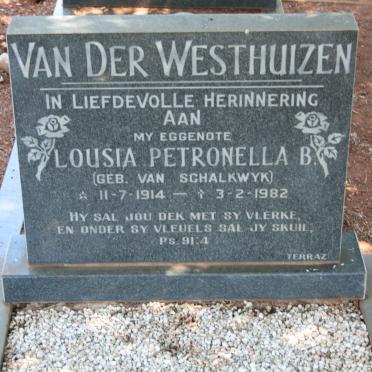 VAN DER WESTHUIZEN
IN LIEFDEVOLLE HERINNERING
AAN
MY EGGENOTE
LOUSIA PETRONELLA B.
(GEB. VAN SCHALKWYK)
☆ 11-7-1914 — ✝ 3-2-1982
HY SAL JOU DEK MET SY VLERKE,
EN ONDER SY VLEUELS SAL JY SKUIL,
PS. 91:4
TERRAZ